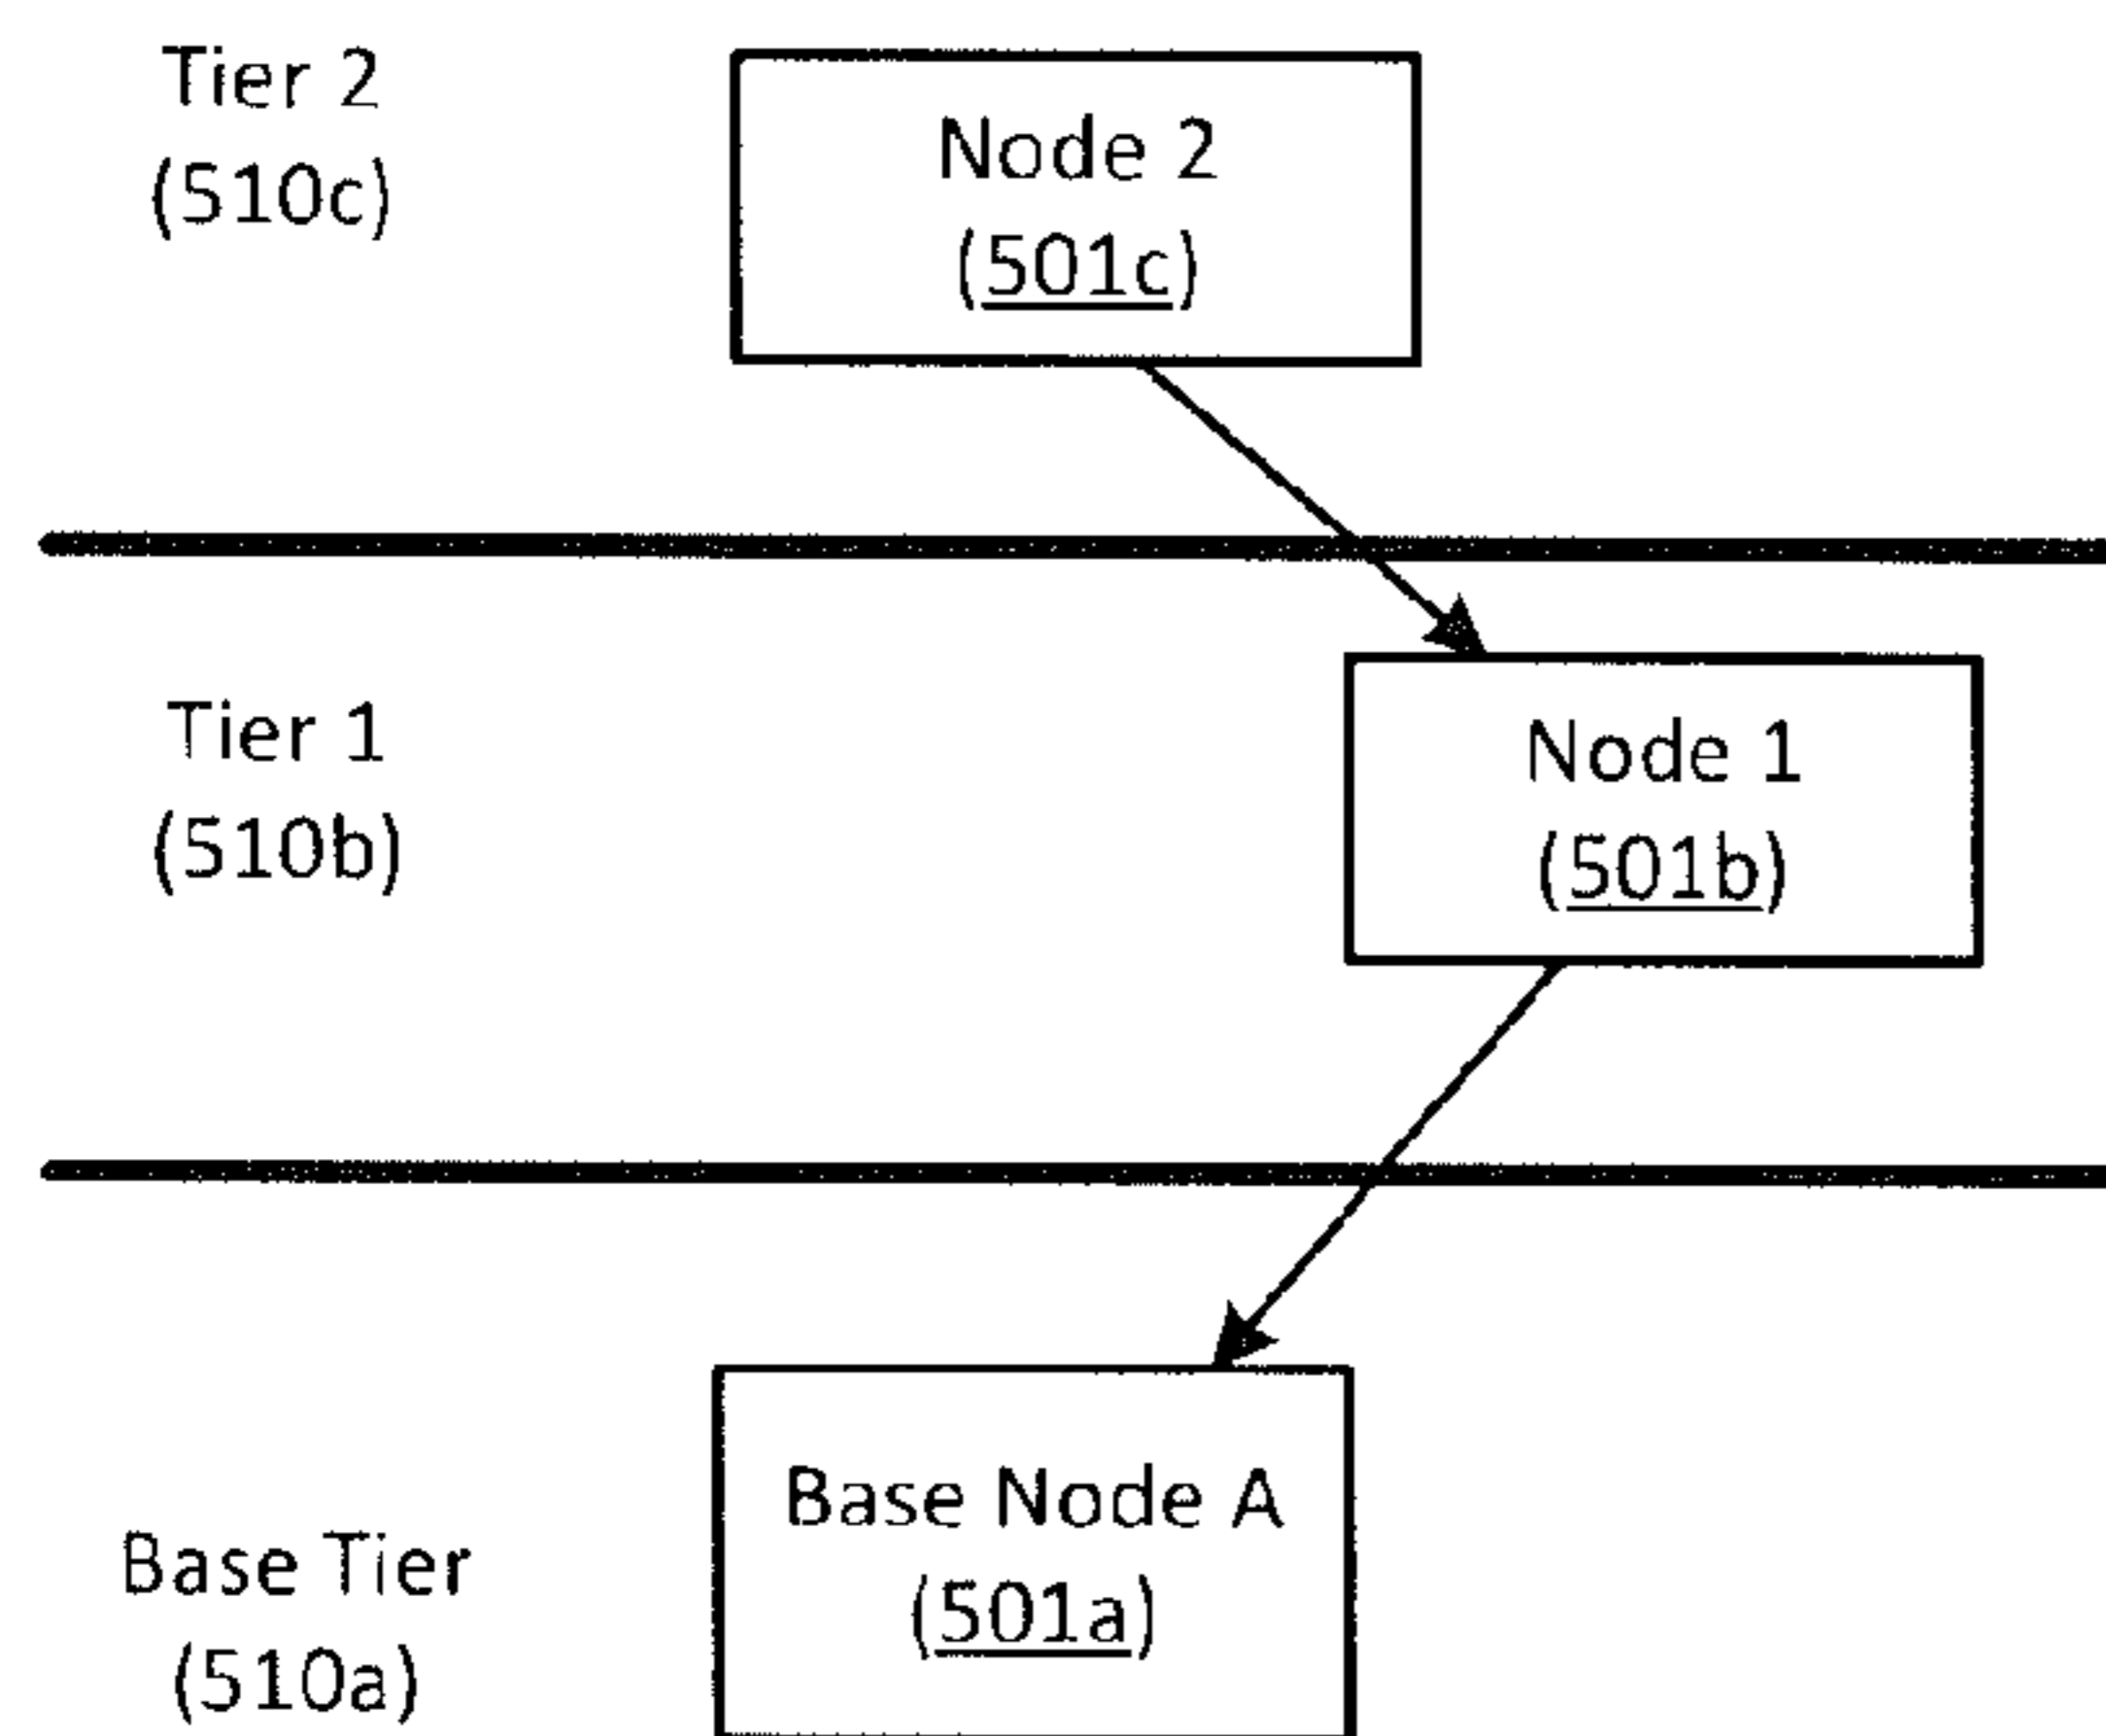 Tier 2
(510c)
Node 2
(501c)
Tier 1
(510b)
Node 1
(501b)
Base Node A
(501a)
Base Tier
(510a)